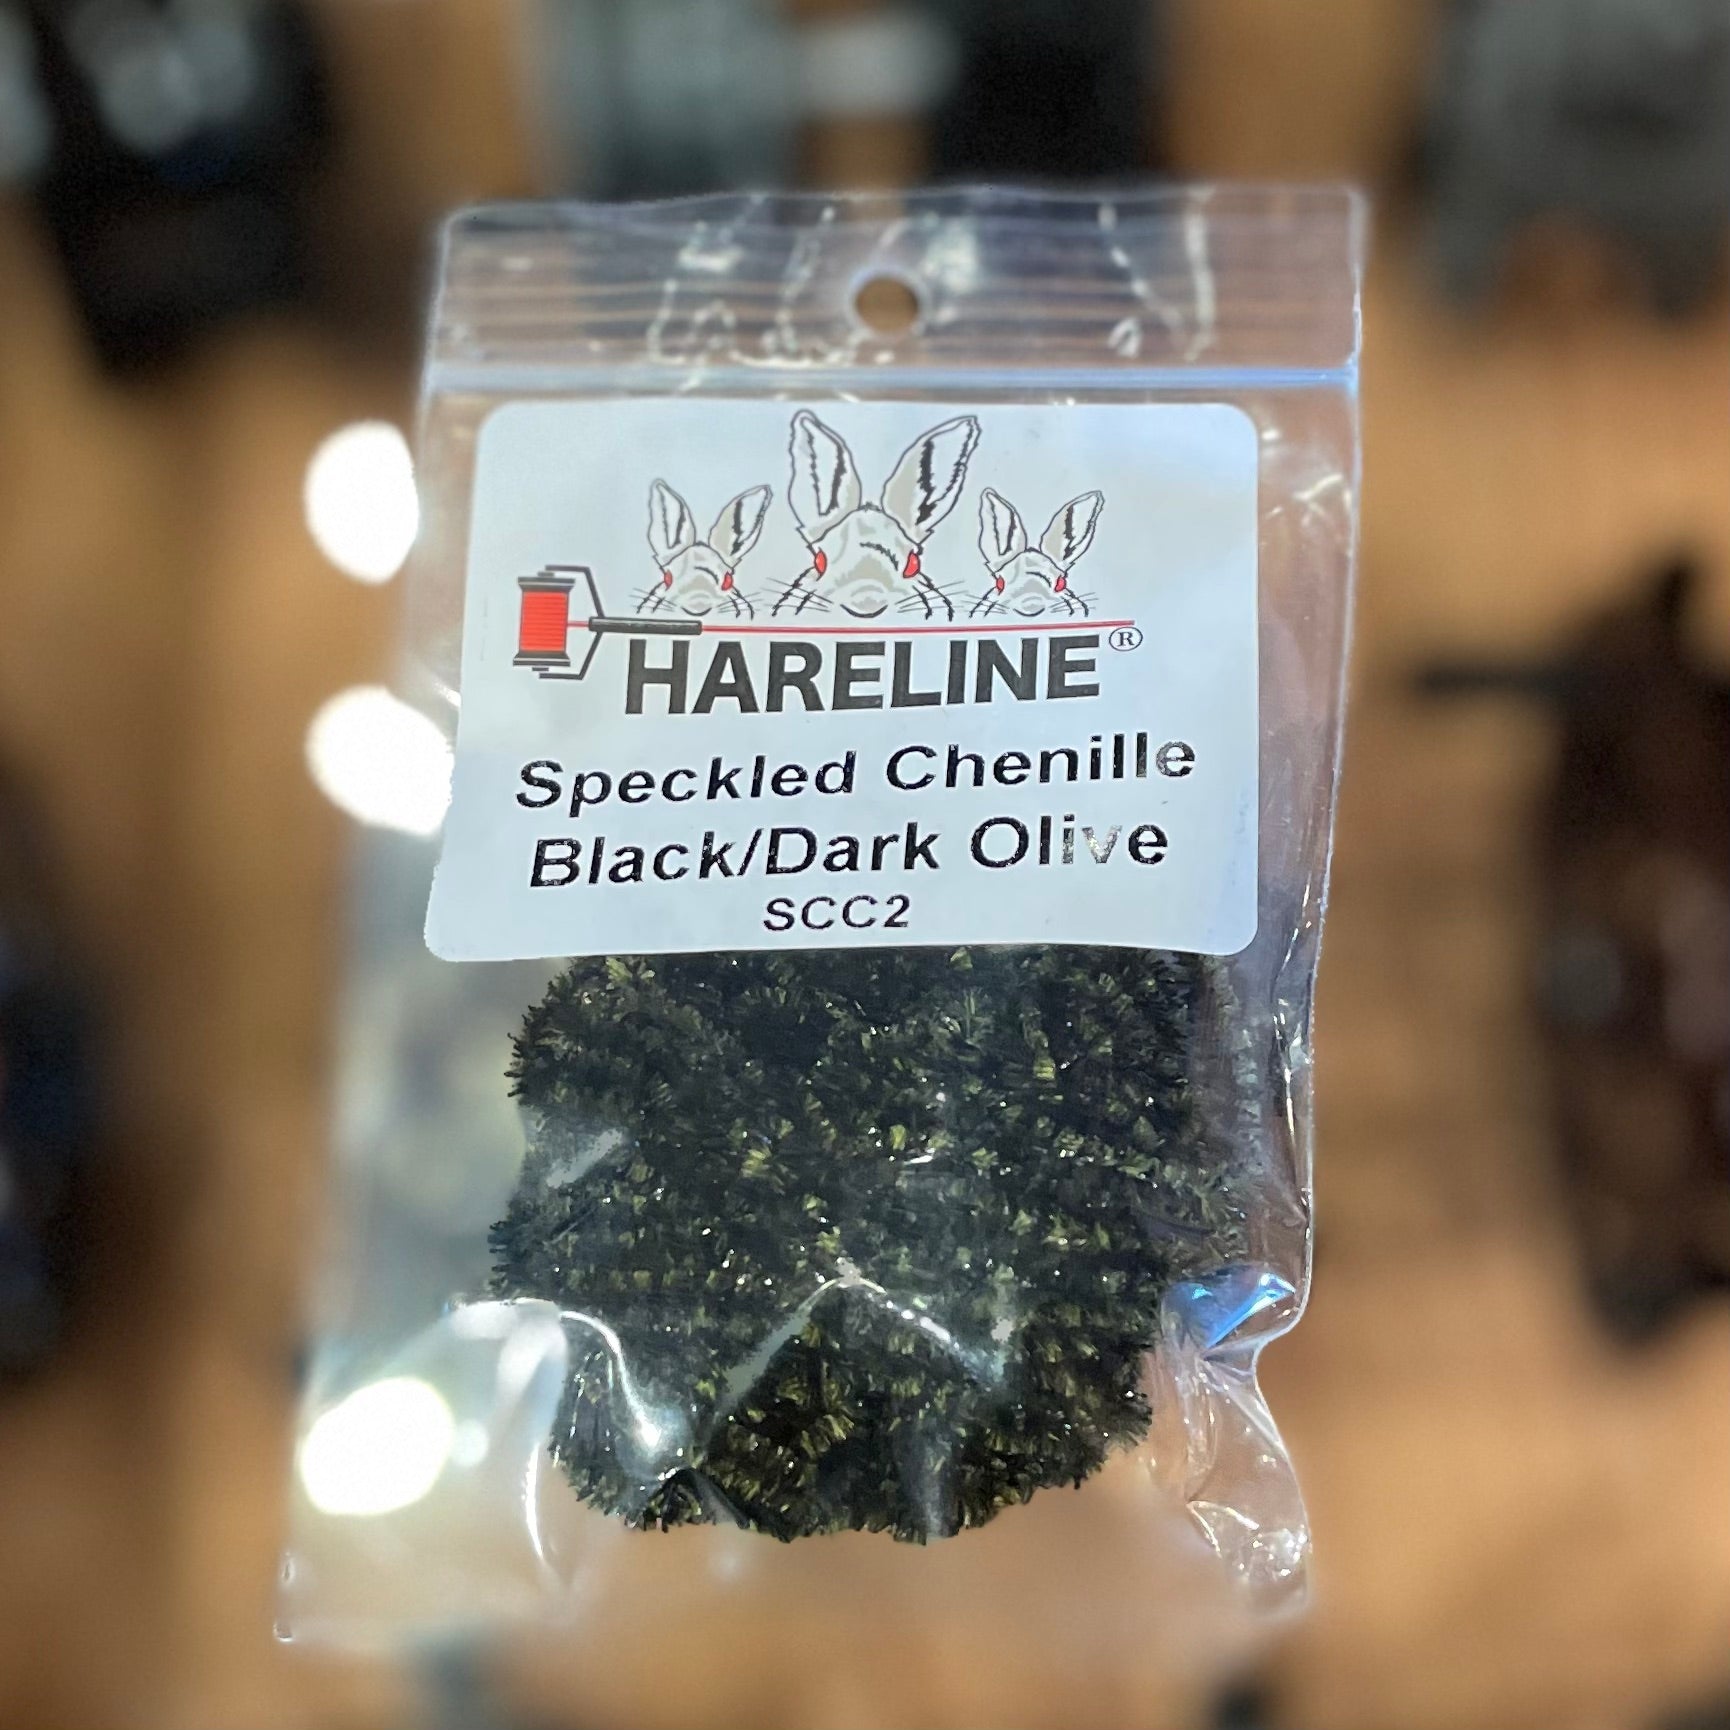 HARELINE®
Speckled Chenille
Black/Dark Olive
SCC2